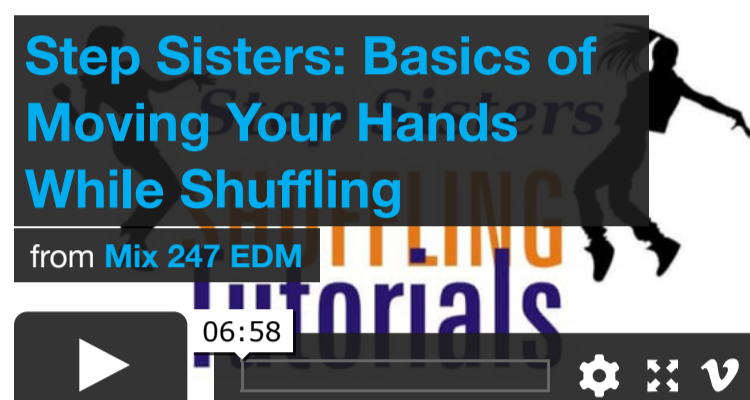 Step Sisters: Basics of
Moving Your Hands
While Shuffling
from Mix 247 EDM
Step Sisters
SHUFFLING
Tutorials
06:58